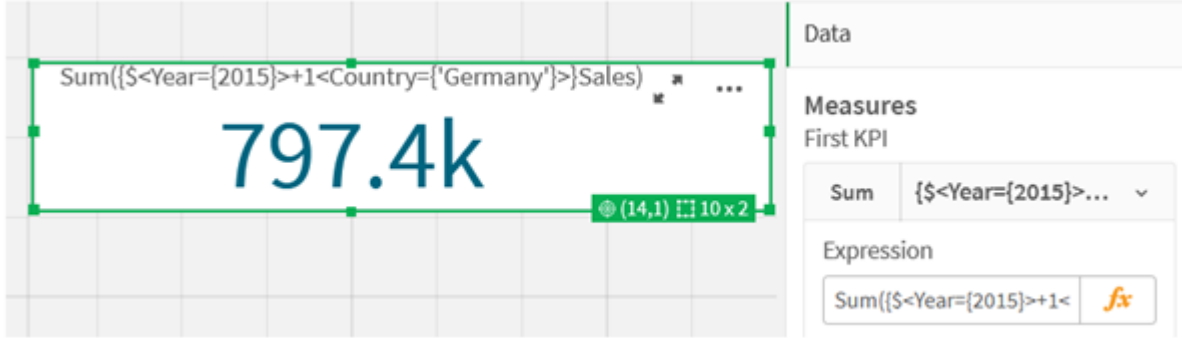 Sum({$<Year={2015}>+1<Country={'Germany'}>}Sales)
797.4k
(14,1) 10 x 2
Data
Measures
First KPI
Sum {$<Year={2015}>...
Expression
Sum({$<Year={2015}>+1< fx